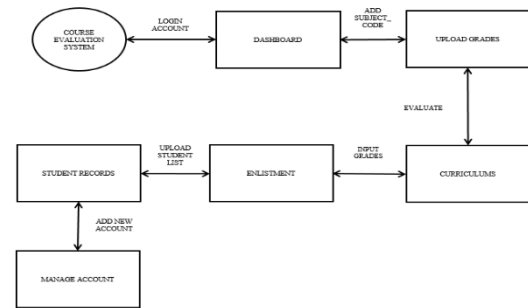 COURSE
EVALUATION
SYSTEM
LOGIN
ACCOUNT
DASHBOARD
ADD
SUBJECT_
CODE
UPLOAD GRADES
EVALUATE
STUDENT RECORDS
UPLOAD
STUDENT
LIST
ENLISTMENT
INPUT
GRADES
CURRICULUMS
ADD NEW
ACCOUNT
MANAGE ACCOUNT